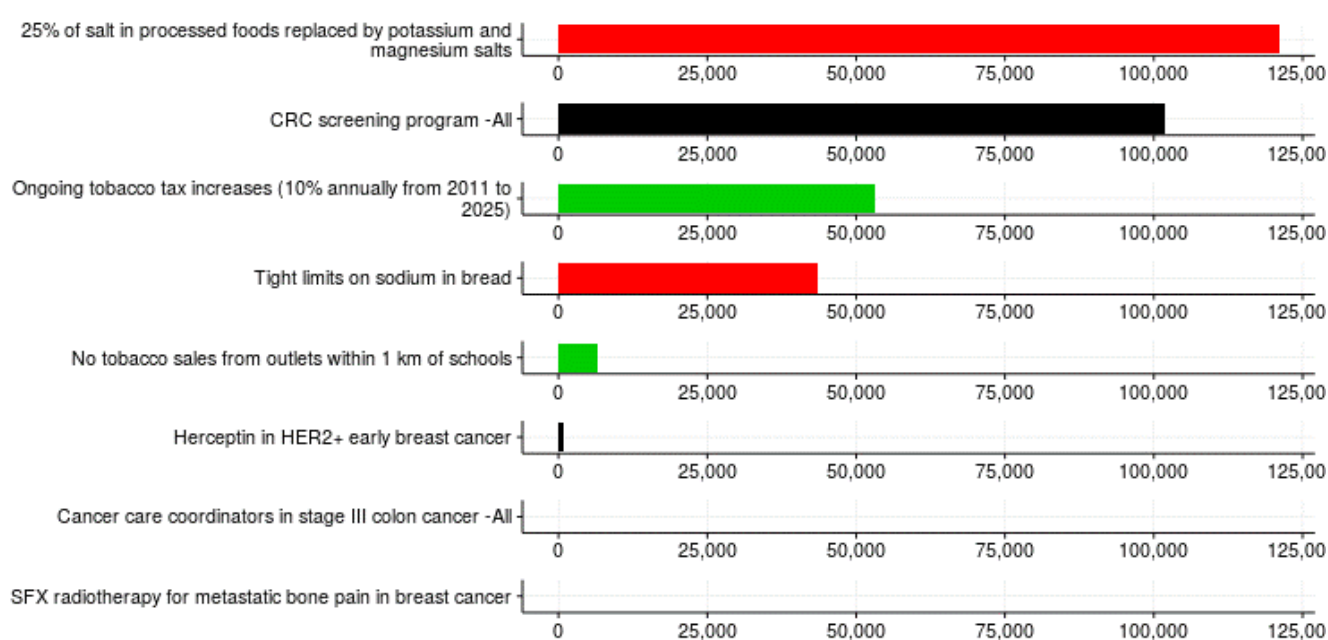 25% of salt in processed foods replaced by potassium and
magnesium salts
0 25,000 50,000 75,000 100,000 125,00
CRC screening program -All
0 25,000 50,000 75,000 100,000 125,00
Ongoing tobacco tax increases (10% annually from 2011 to
2025)
0 25,000 50,000 75,000 100,000 125,00
Tight limits on sodium in bread
0 25,000 50,000 75,000 100,000 125,00
No tobacco sales from outlets within 1 km of schools
0 25,000 50,000 75,000 100,000 125,00
Herceptin in HER2+ early breast cancer
0 25,000 50,000 75,000 100,000 125,00
Cancer care coordinators in stage III colon cancer -All
0 25,000 50,000 75,000 100,000 125,00
SFX radiotherapy for metastatic bone pain in breast cancer
0 25,000 50,000 75,000 100,000 125,00